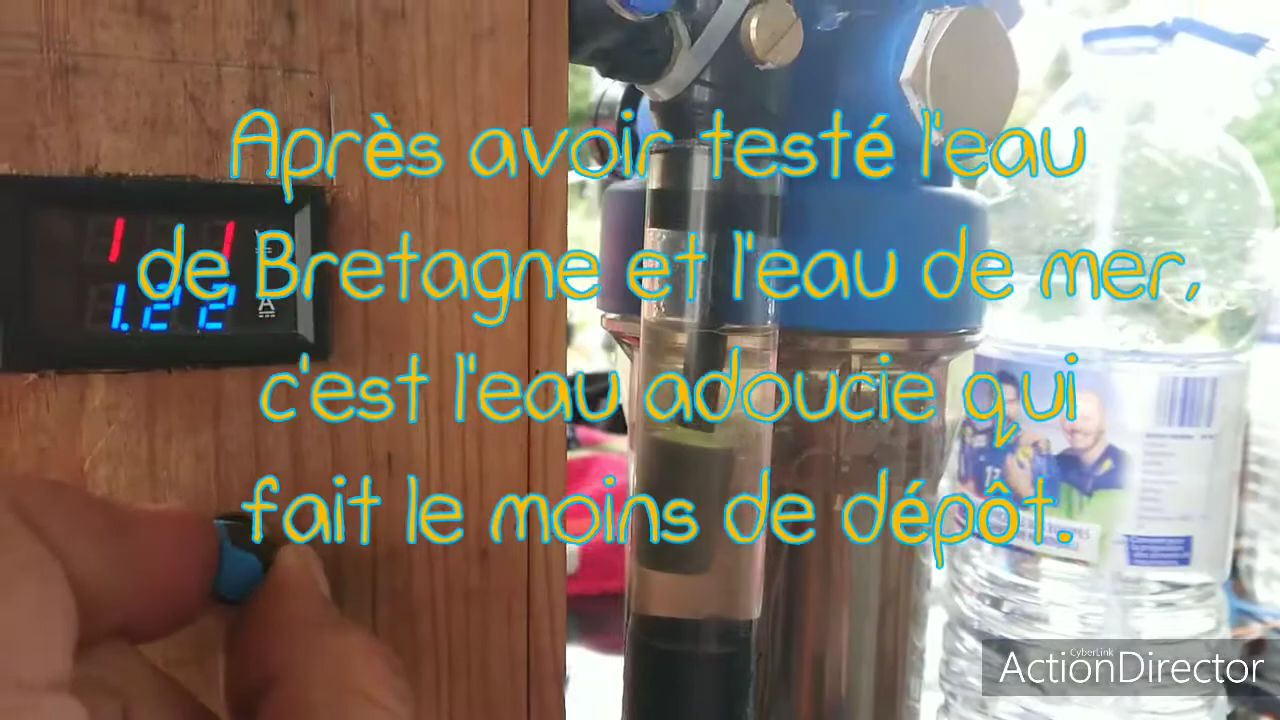 Après avoir testé l'eau
de Bretagne et l'eau de mer,
c'est l'eau adoucie qui
fait le moins de dépôt.
A
CyberLink
ActionDirector